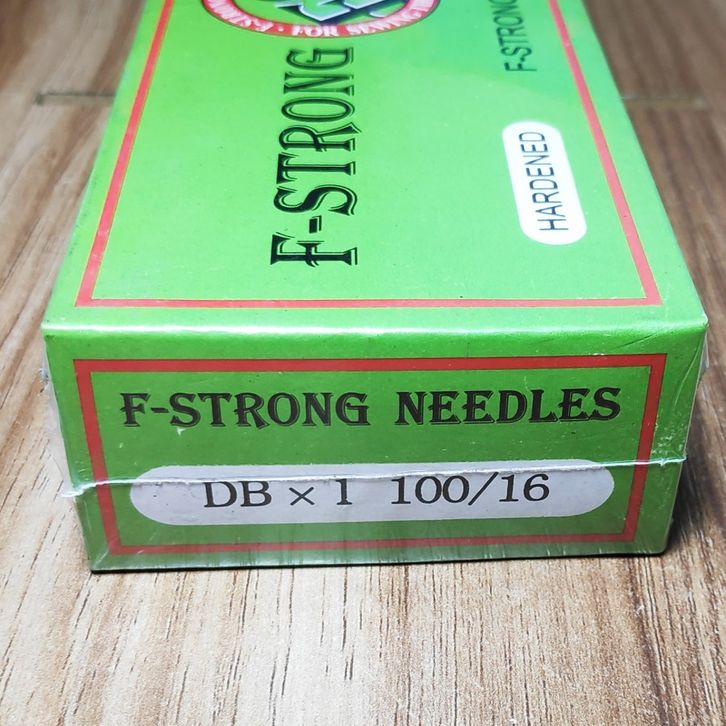 FOR SEWING
F-STRONG
F-STRONG
HARDENED
F-STRONG NEEDLES
DB × 1 100/16